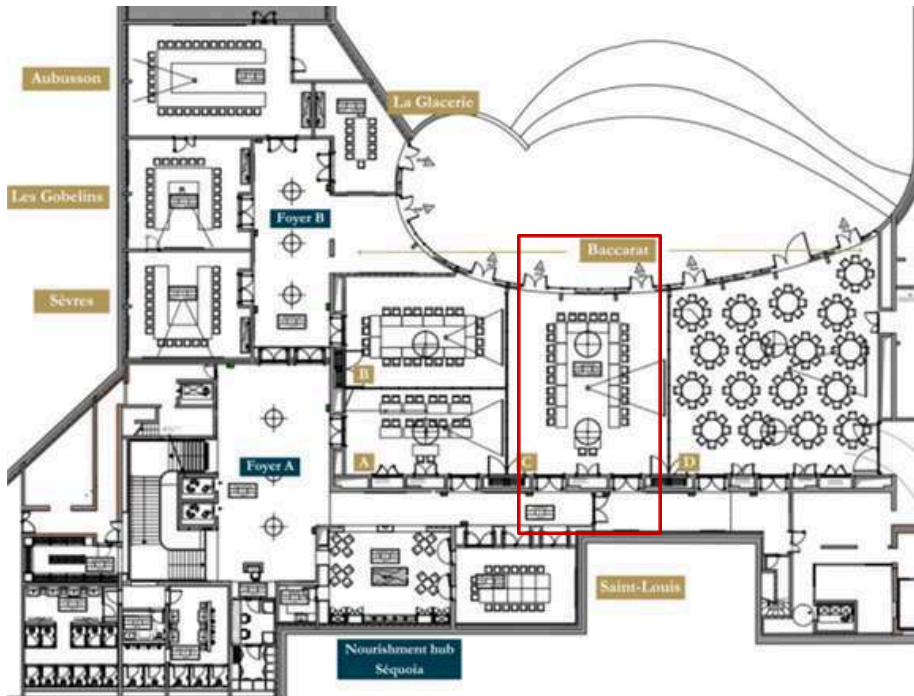 Aubusson
La Glacerie
Les Gobelins
Foyer B
Baccarat
Sèvres
B
A
C
D
Foyer A
Saint-Louis
Nourishment hub
Séquoia